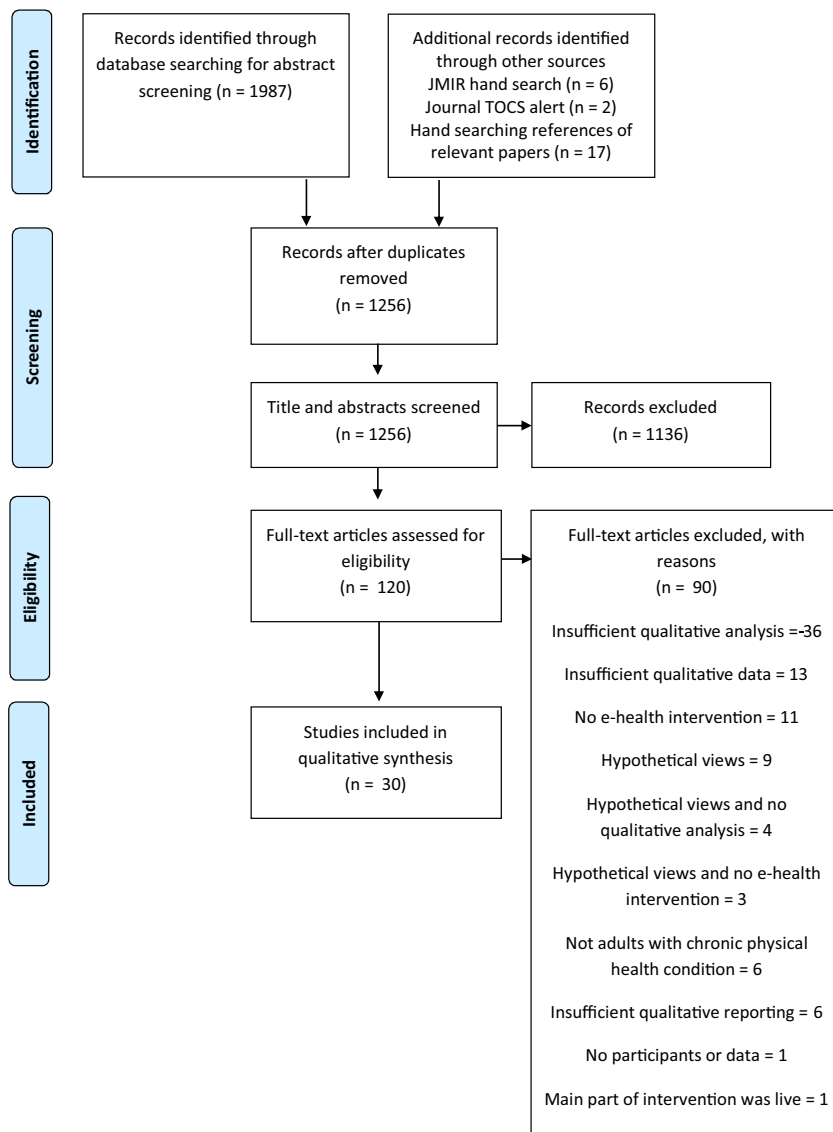 Identification
Records identified through
database searching for abstract
screening (n = 1987)
Additional records identified
through other sources
JMIR hand search (n = 6)
Journal TOCS alert (n = 2)
Hand searching references of
relevant papers (n = 17)
Screening
Records after duplicates
removed
(n = 1256)
Title and abstracts screened
(n = 1256)
Records excluded
(n = 1136)
Eligibility
Full-text articles assessed for
eligibility
(n = 120)
Full-text articles excluded, with
reasons
(n = 90)
Insufficient qualitative analysis =-36
Insufficient qualitative data = 13
No e-health intervention = 11
Hypothetical views = 9
Hypothetical views and no
qualitative analysis = 4
Hypothetical views and no e-health
intervention = 3
Not adults with chronic physical
health condition = 6
Insufficient qualitative reporting = 6
No participants or data = 1
Main part of intervention was live = 1
Included
Studies included in
qualitative synthesis
(n = 30)